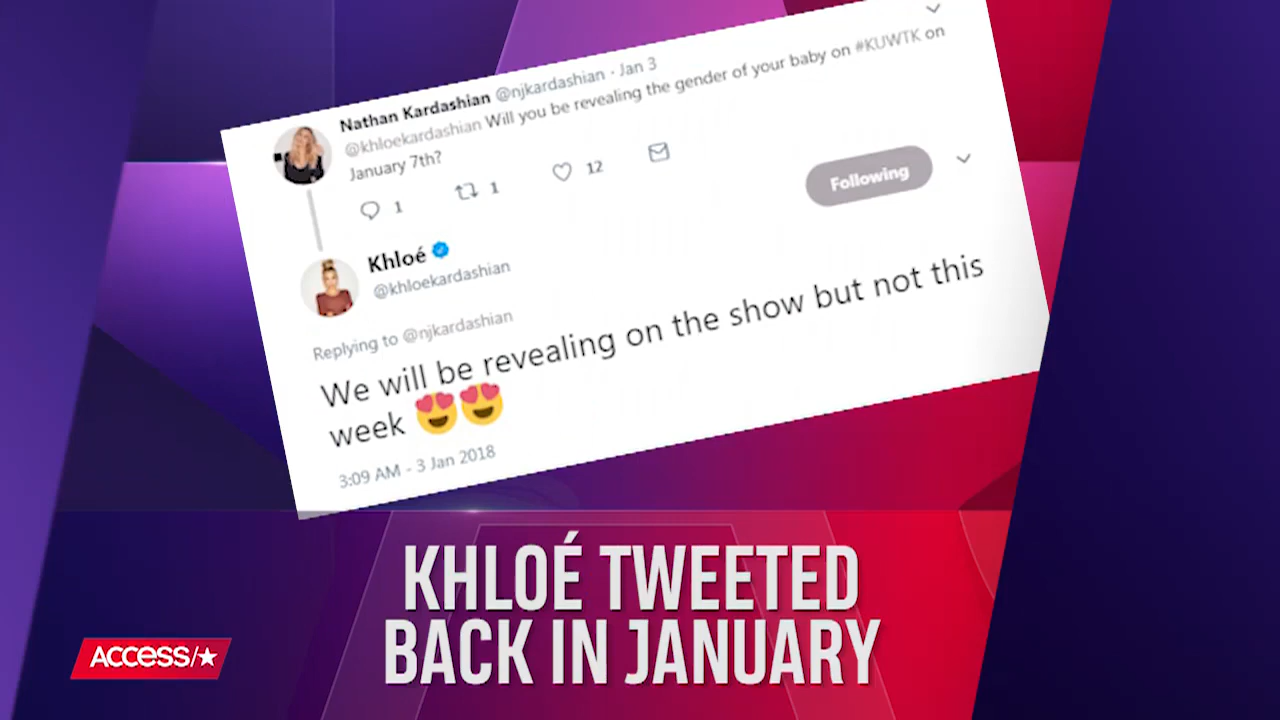 Nathan Kardashian @njkardashian · Jan 3
@khloekardashian Will you be revealing the gender of your baby on #KUWTK on
January 7th?
1 1 12
Following
Khloé
@khloekardashian
Replying to @njkardashian
We will be revealing on the show but not this
week 😍😍
3:09 AM - 3 Jan 2018
KHLOÉ TWEETED
BACK IN JANUARY
ACCESS/★